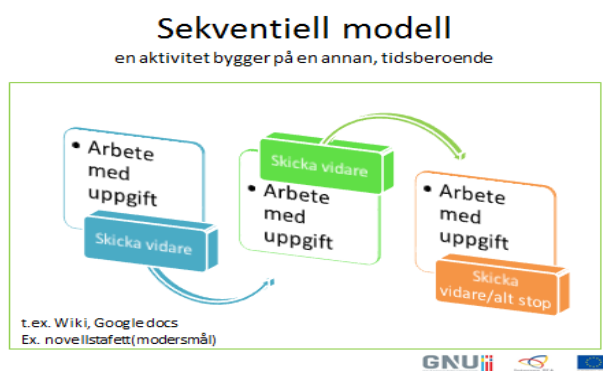 Sekventiell modell
en aktivitet bygger på en annan, tidsberoende
• Arbete
med
uppgift
Skicka vidare
Skicka vidare
• Arbete
med
uppgift
• Arbete
med
uppgift
Skicka
vidare/alt stop
t.ex. Wiki, Google docs
Ex. novellstafett(modersmål)
GNU